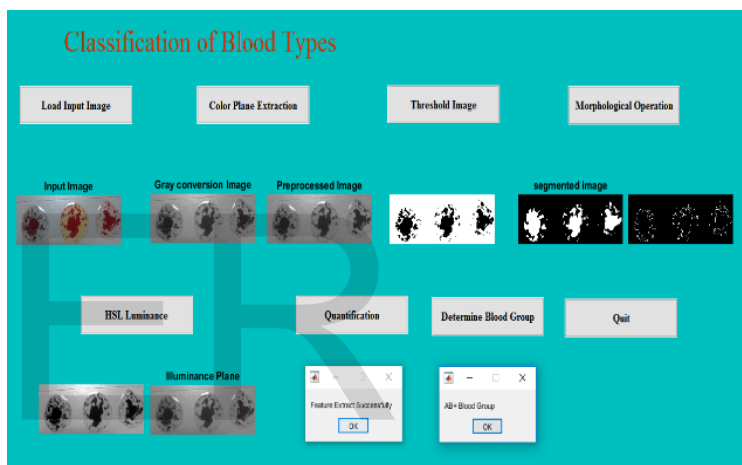 Classification of Blood Types
Load Input Image
Color Plane Extraction
Threshold Image
Morphological Operation
Input Image
Gray conversion Image
Preprocessed Image
segmented image
HSL Luminance
Quantification
Determine Blood Group
Quit
Illuminance Plane
Feature Extract Successfully
OK
AB+ Blood Group
OK